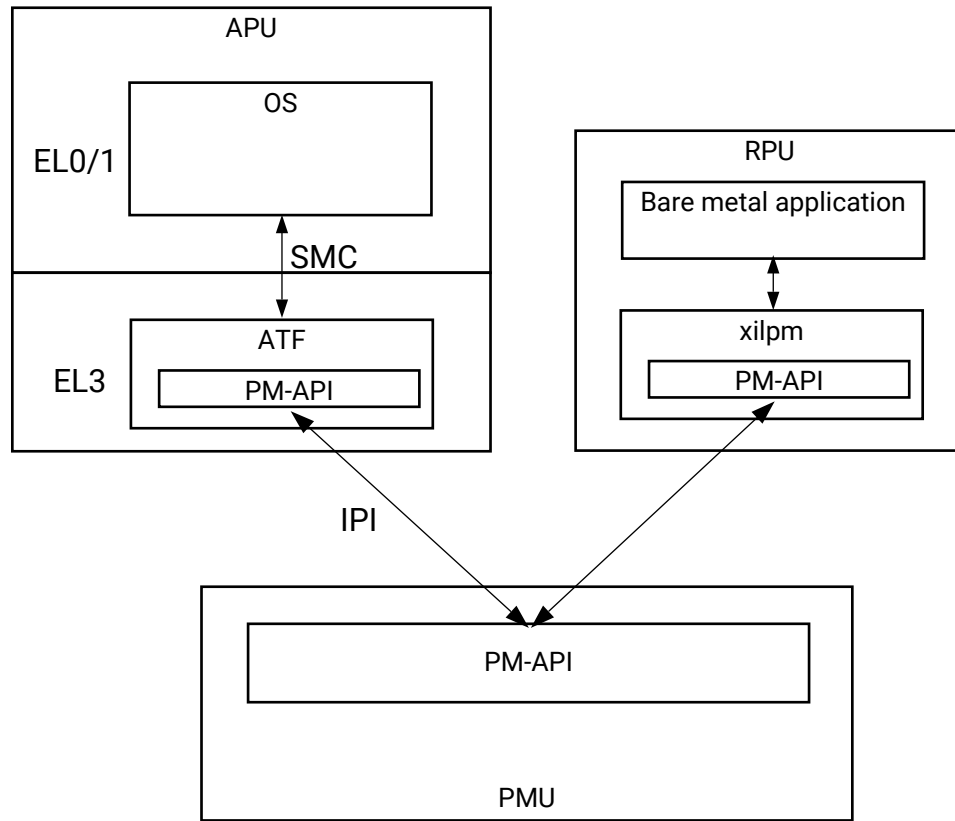 APU
OS
EL0/1
SMC
ATF
EL3
PM-API
RPU
Bare metal application
xilpm
PM-API
IPI
PM-API
PMU